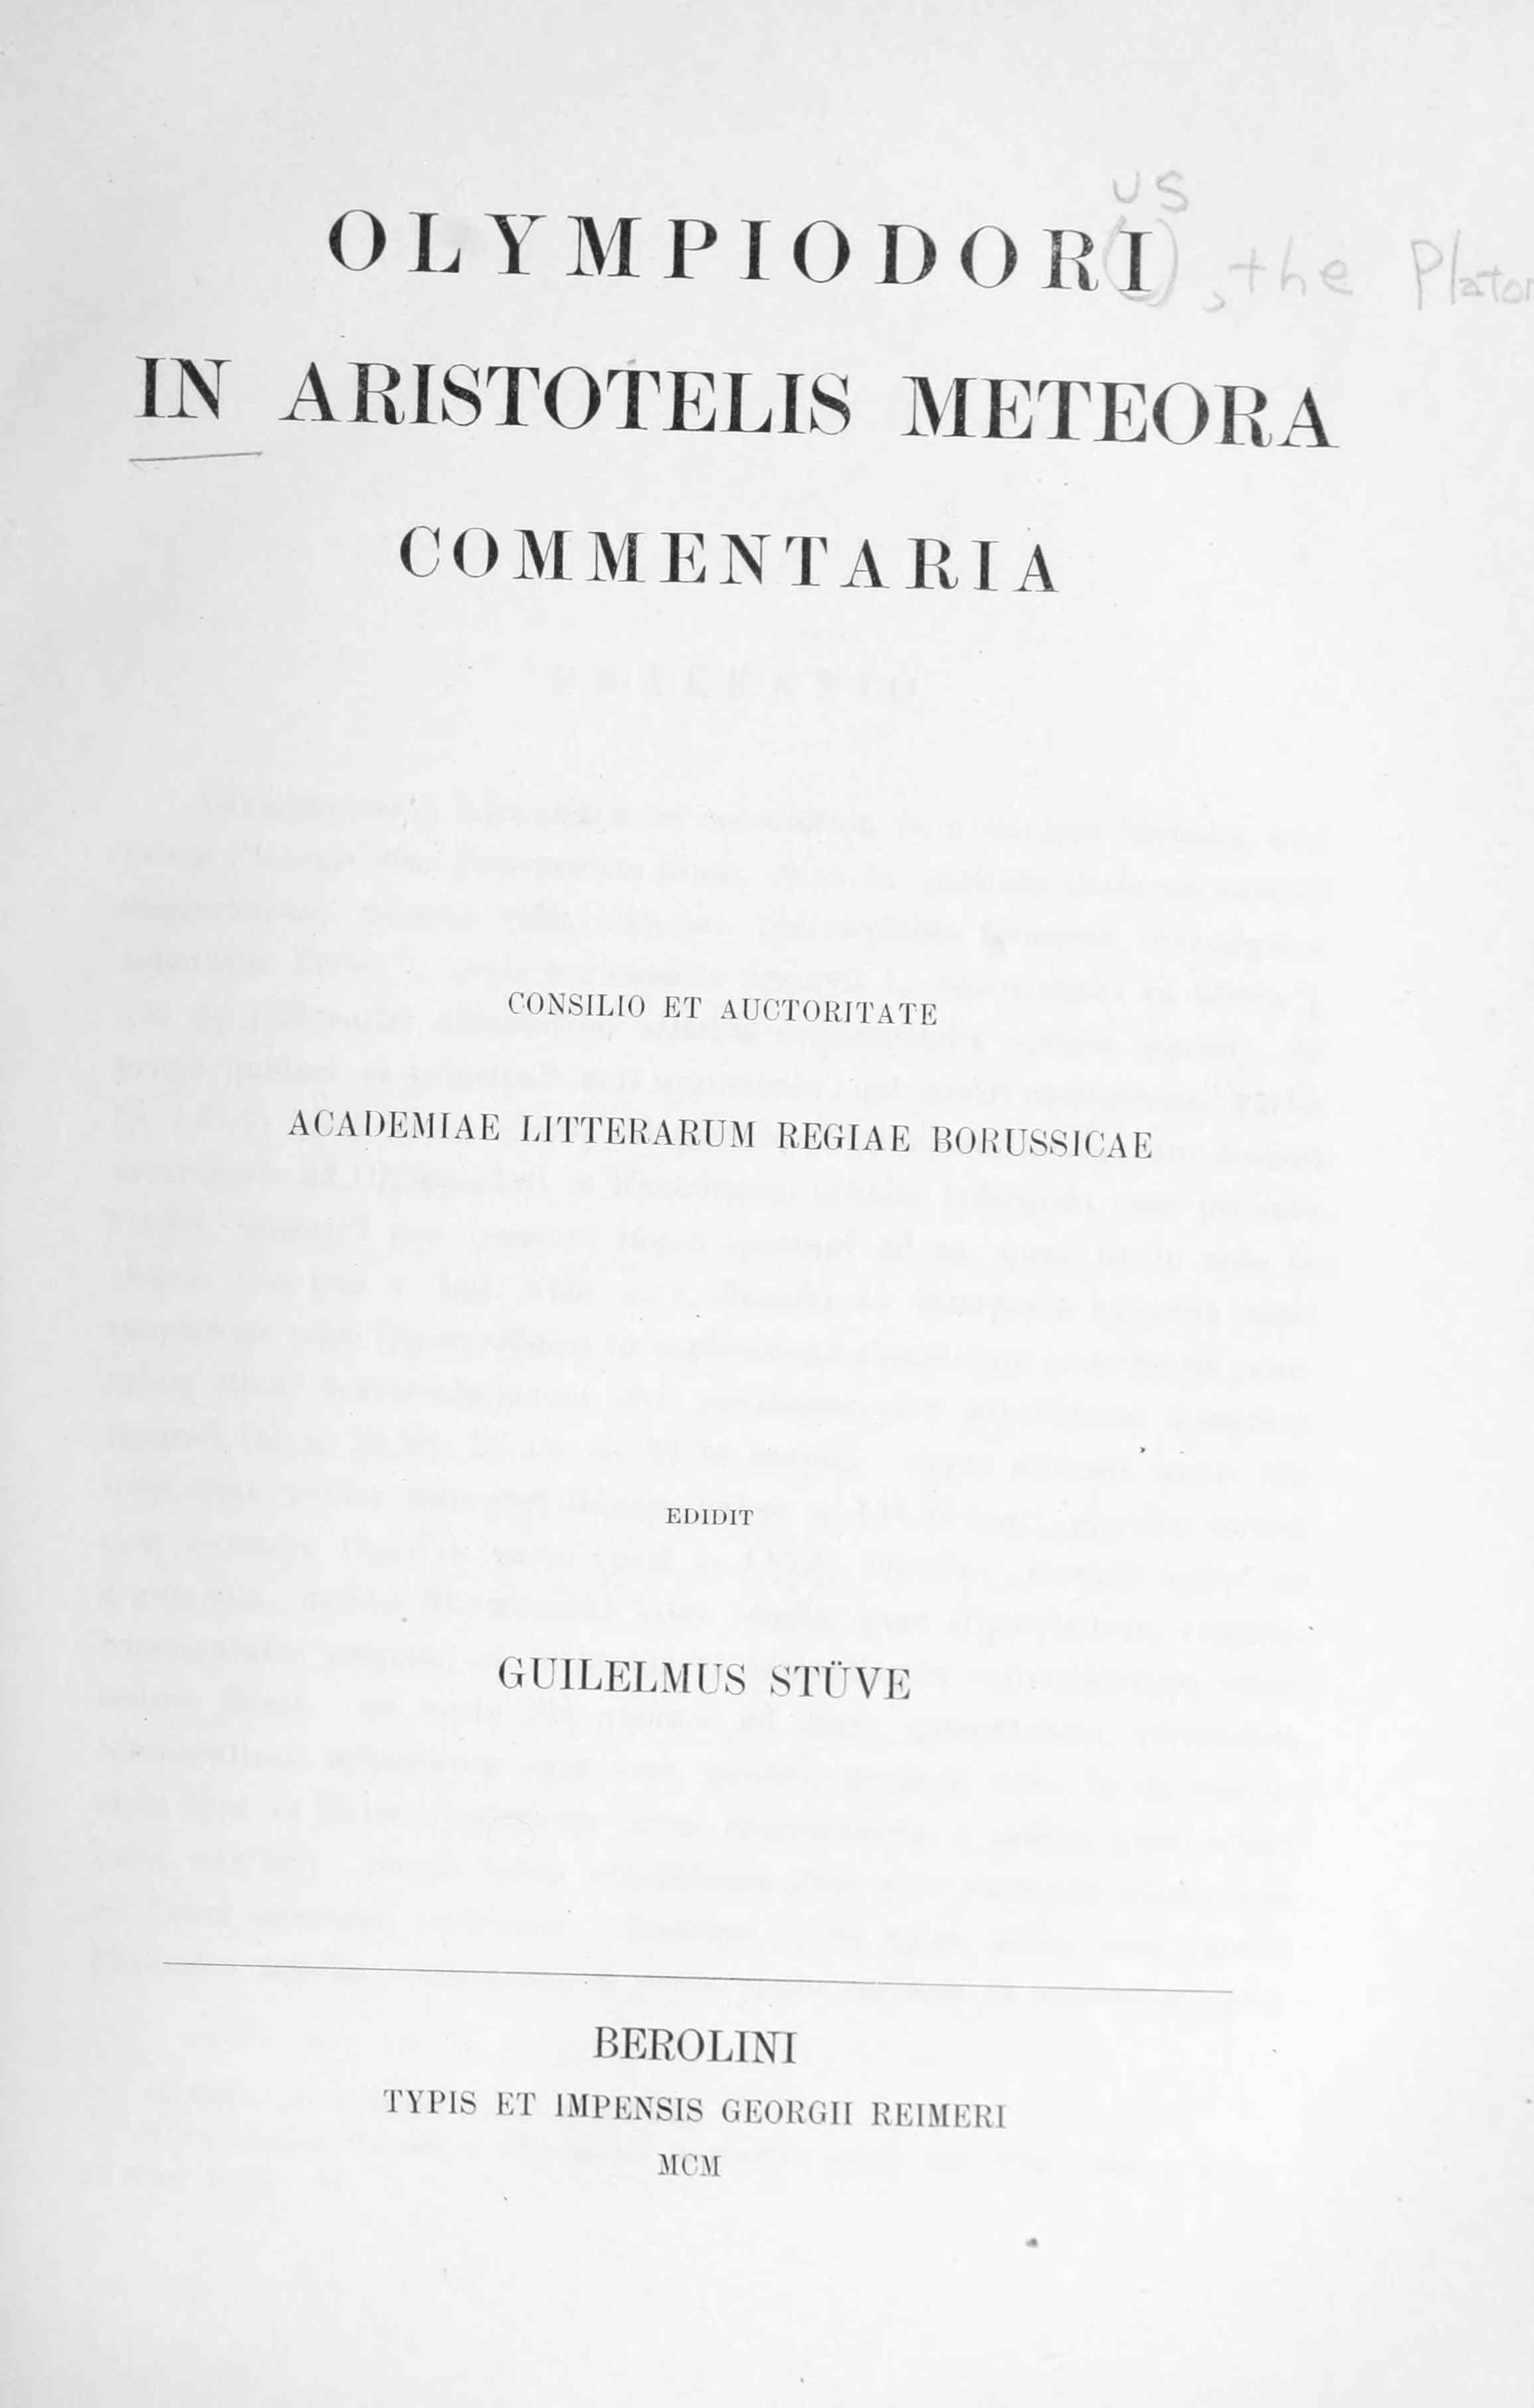 us
OLYMPIODORI, the
IN ARISTOTELIS METEORA
COMMENTARIA
CONSILIO ET AUCTORITATE
ACADEMIAE LITTERARUM REGIAE BORUSSICAE
EDIDIT
GUILELMUS STÜVE
BEROLINI
TYPIS ET IMPENSIS GEORGII REIMERI
MCM